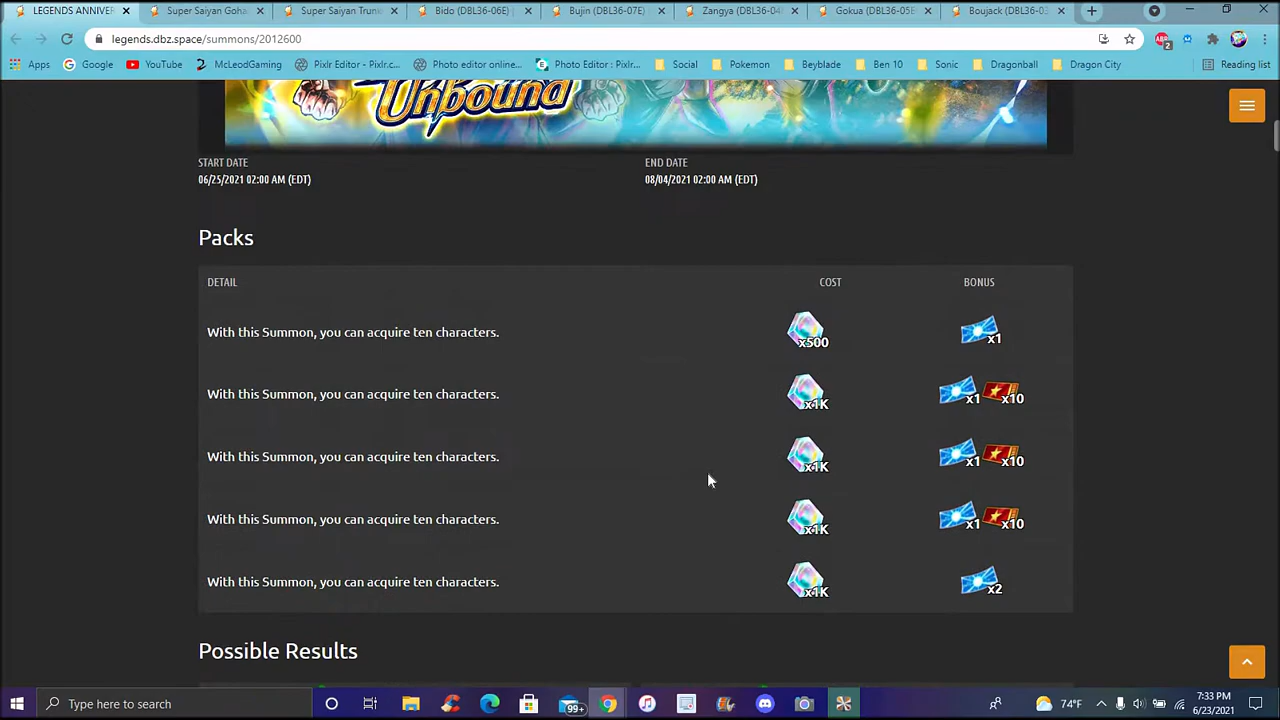 LEGENDS ANNIVER
Super Saiyan Goha
Super Saiyan Trunk
Bido (DBL36-06E) |
Bujin (DBL36-07E)
Zangya (DBL36-04
Gokua (DBL36-05E
Boujack (DBL36-03
legends.dbz.space/summons/2012600
ABP
2
Apps
Google
YouTube
McLeodGaming
Pixlr Editor - Pixlr.c...
Photo editor online...
Photo Editor : Pixlr...
Social
Pokemon
Beyblade
Ben 10
Sonic
Dragonball
Dragon City
Reading list
Unbound
START DATE
END DATE
06/25/2021 02:00 AM (EDT)
08/04/2021 02:00 AM (EDT)
Packs
DETAIL
COST
BONUS
With this Summon, you can acquire ten characters.
x500
x1
With this Summon, you can acquire ten characters.
x1K
x1
x10
With this Summon, you can acquire ten characters.
x1K
x1
x10
With this Summon, you can acquire ten characters.
x1K
x1
x10
With this Summon, you can acquire ten characters.
x1K
x2
Possible Results
Type here to search
99+
74°F
7:33 PM
6/23/2021